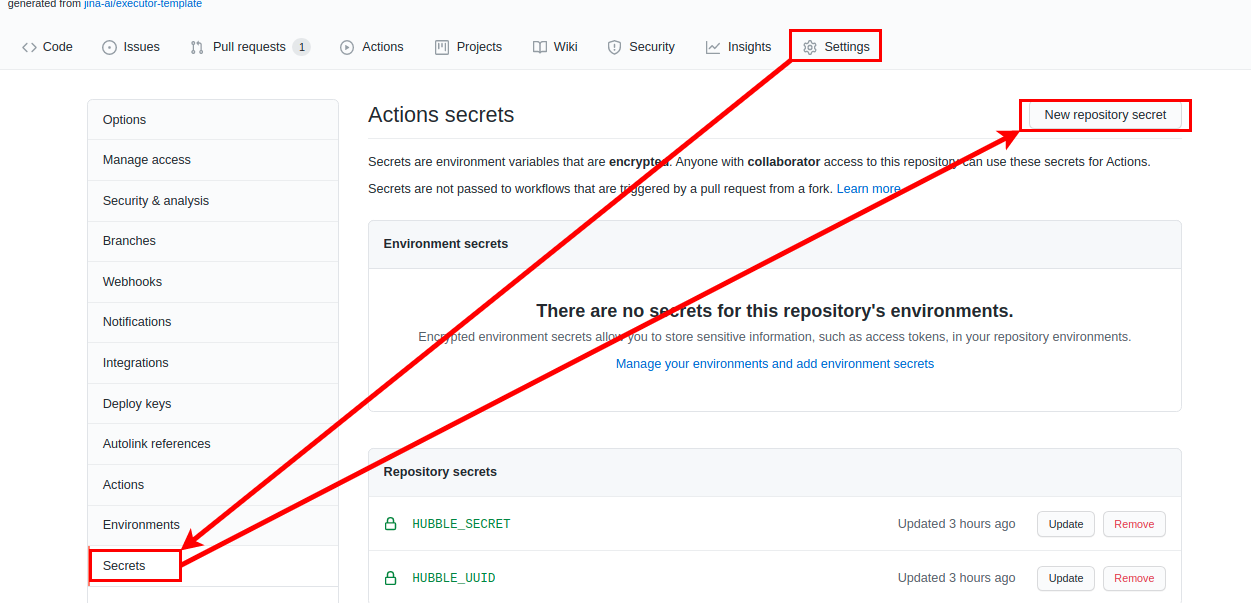 generated from jina-ai/executor-template
Code Issues Pull requests 1 Actions Projects Wiki Security Insights Settings
Options
Manage access
Security & analysis
Branches
Webhooks
Notifications
Integrations
Deploy keys
Autolink references
Actions
Environments
Secrets
Actions secrets
New repository secret
Secrets are environment variables that are encrypted. Anyone with collaborator access to this repository can use these secrets for Actions.
Secrets are not passed to workflows that are triggered by a pull request from a fork. Learn more.
Environment secrets
There are no secrets for this repository's environments.
Encrypted environment secrets allow you to store sensitive information, such as access tokens, in your repository environments.
Manage your environments and add environment secrets
Repository secrets
HUBBLE_SECRET Updated 3 hours ago Update Remove
HUBBLE_UUID Updated 3 hours ago Update Remove